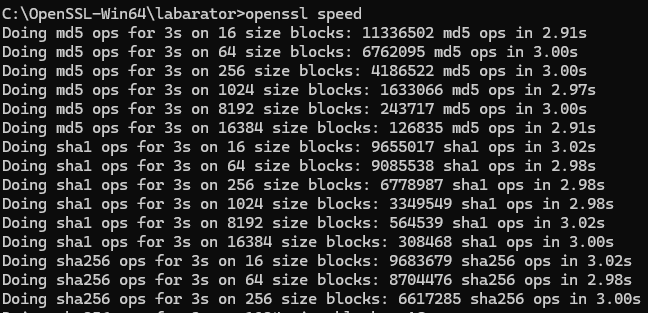 C:\OpenSSL-Win64\labarator>openssl speed
Doing md5 ops for 3s on 16 size blocks: 11336502 md5 ops in 2.91s
Doing md5 ops for 3s on 64 size blocks: 6762095 md5 ops in 3.00s
Doing md5 ops for 3s on 256 size blocks: 4186522 md5 ops in 3.00s
Doing md5 ops for 3s on 1024 size blocks: 1633066 md5 ops in 2.97s
Doing md5 ops for 3s on 8192 size blocks: 243717 md5 ops in 3.00s
Doing md5 ops for 3s on 16384 size blocks: 126835 md5 ops in 2.91s
Doing sha1 ops for 3s on 16 size blocks: 9655017 sha1 ops in 3.02s
Doing sha1 ops for 3s on 64 size blocks: 9085538 sha1 ops in 2.98s
Doing sha1 ops for 3s on 256 size blocks: 6778987 sha1 ops in 2.98s
Doing sha1 ops for 3s on 1024 size blocks: 3349549 sha1 ops in 2.98s
Doing sha1 ops for 3s on 8192 size blocks: 564539 sha1 ops in 3.02s
Doing sha1 ops for 3s on 16384 size blocks: 308468 sha1 ops in 3.00s
Doing sha256 ops for 3s on 16 size blocks: 9683679 sha256 ops in 3.02s
Doing sha256 ops for 3s on 64 size blocks: 8704476 sha256 ops in 2.98s
Doing sha256 ops for 3s on 256 size blocks: 6617285 sha256 ops in 3.00s